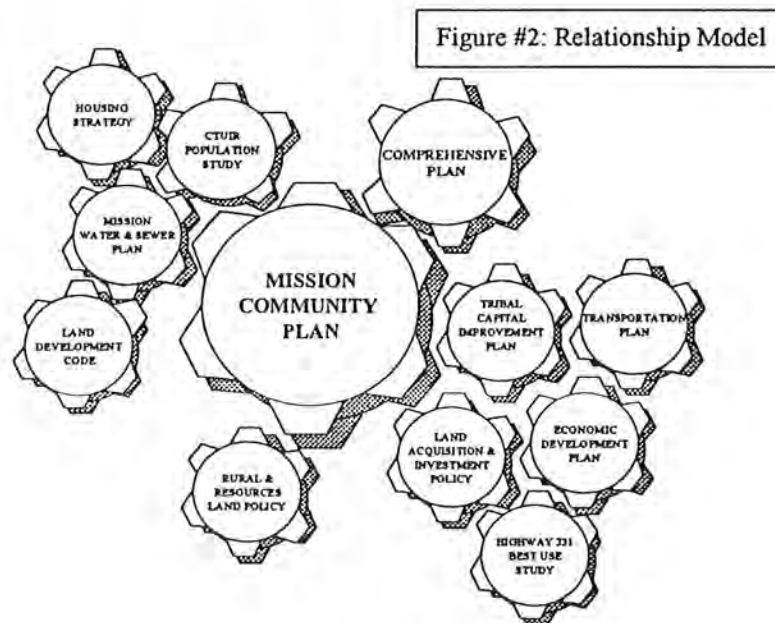 Figure #2: Relationship Model
HOUSING
STRATEGY
CTUIR
POPULATION
STUDY
COMPREHENSIVE
PLAN
MISSION
WATER & SEWER
PLAN
MISSION
COMMUNITY
PLAN
LAND
DEVELOPMENT
CODE
TRIBAL
CAPITAL
IMPROVEMENT
PLAN
TRANSPORTATION
PLAN
LAND
ACQUISITION &
INVESTMENT
POLICY
ECONOMIC
DEVELOPMENT
PLAN
RURAL &
RESOURCES
LAND POLICY
HIGHWAY 331
BEST USE
STUDY